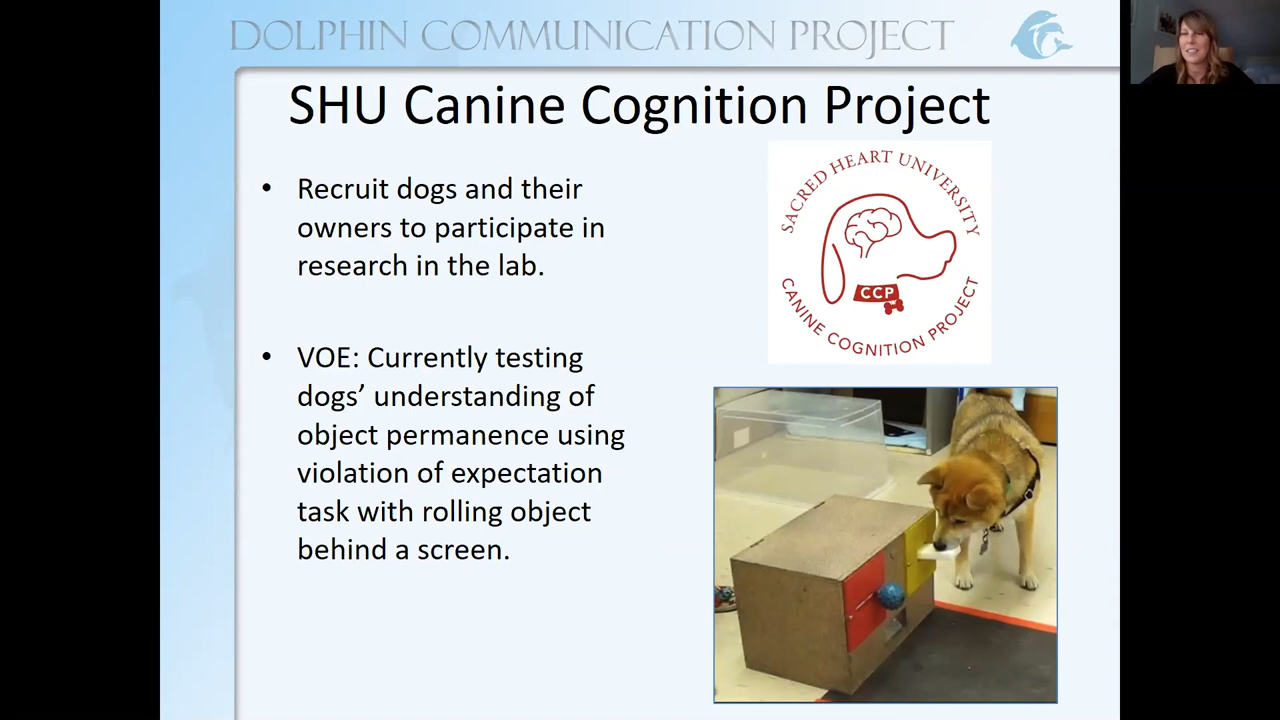 DOLPHIN COMMUNICATION PROJECT
SHU Canine Cognition Project
• Recruit dogs and their
owners to participate in
research in the lab.
• VOE: Currently testing
dogs’ understanding of
object permanence using
violation of expectation
task with rolling object
behind a screen.
SACRED HEART UNIVERSITY
CCP
CANINE COGNITION PROJECT